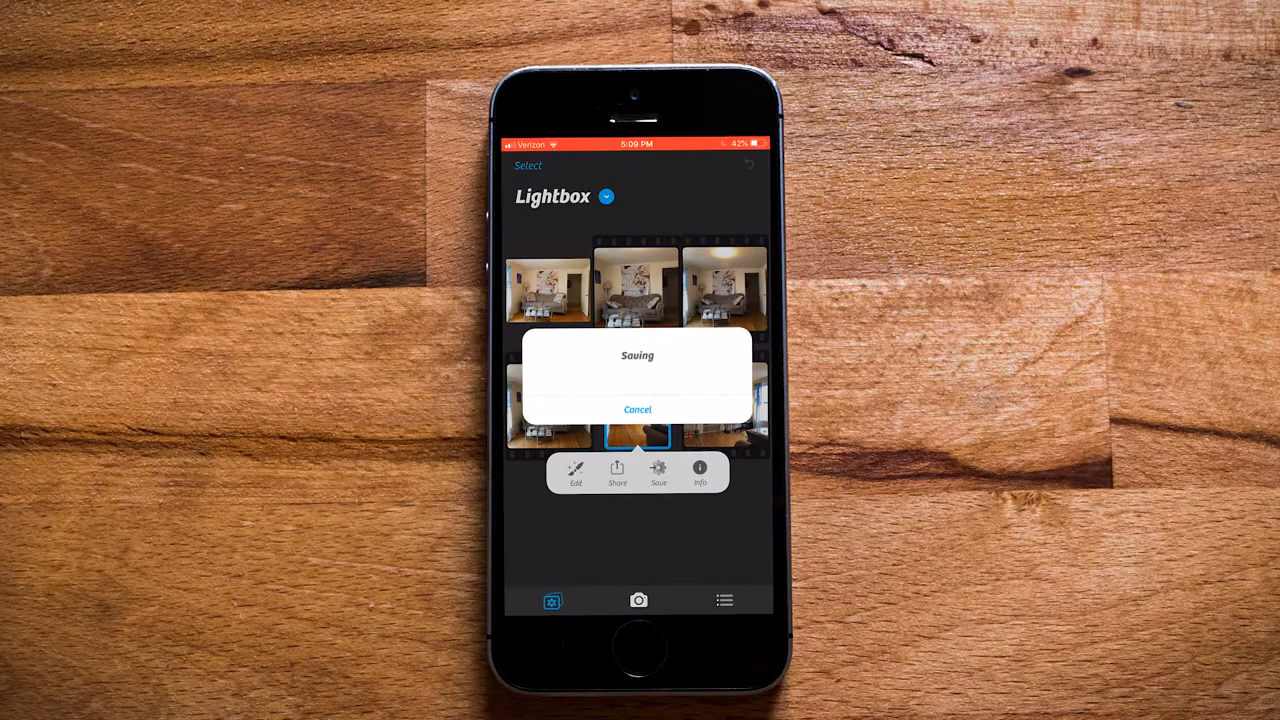 Verizon 5:09 PM 42%
Select
Lightbox
Saving
Cancel
Edit Share Save Info